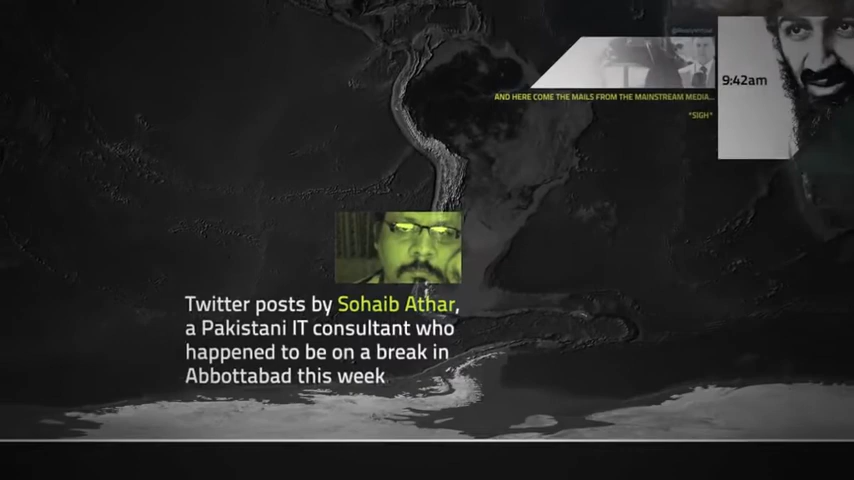 9:42am
AND HERE COME THE MAILS FROM THE MAINSTREAM MEDIA...
*SIGH*
Twitter posts by Sohaib Athar,
a Pakistani IT consultant who
happened to be on a break in
Abbottabad this week